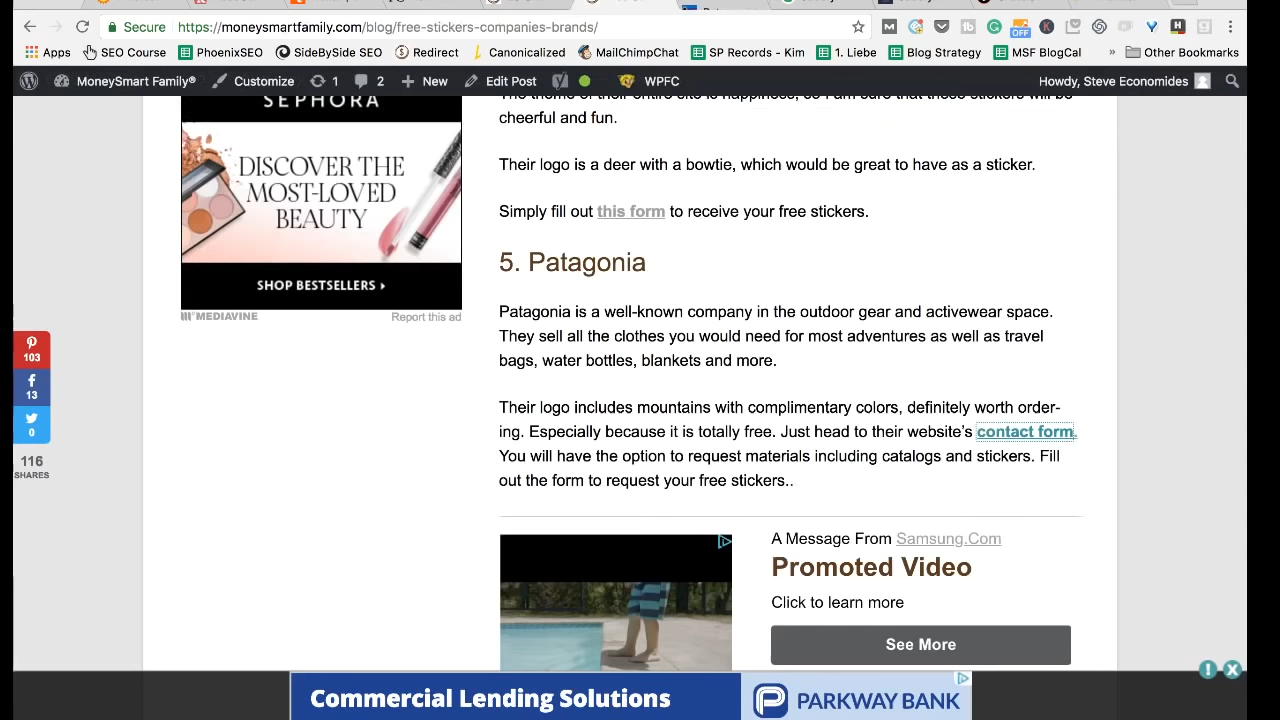 Secure
https://moneysmartfamily.com/blog/free-stickers-companies-brands/
OFF
Apps
SEO Course
PhoenixSEO
SideBySide SEO
Redirect
Canonicalized
MailChimpChat
SP Records - Kim
1. Liebe
Blog Strategy
MSF BlogCal
»
Other Bookmarks
MoneySmart Family®
Customize
1
2
New
Edit Post
WPFC
Howdy, Steve Economides
SEPHORA
DISCOVER THE
MOST-LOVED
BEAUTY
SHOP BESTSELLERS
MEDIAVINE
Report this ad
103
13
0
116
SHARES
cheerful and fun.
Their logo is a deer with a bowtie, which would be great to have as a sticker.
Simply fill out this form to receive your free stickers.
5. Patagonia
Patagonia is a well-known company in the outdoor gear and activewear space.
They sell all the clothes you would need for most adventures as well as travel
bags, water bottles, blankets and more.
Their logo includes mountains with complimentary colors, definitely worth order-
ing. Especially because it is totally free. Just head to their website's contact form.
You will have the option to request materials including catalogs and stickers. Fill
out the form to request your free stickers..
A Message From Samsung.Com
Promoted Video
Click to learn more
See More
Commercial Lending Solutions
PARKWAY BANK